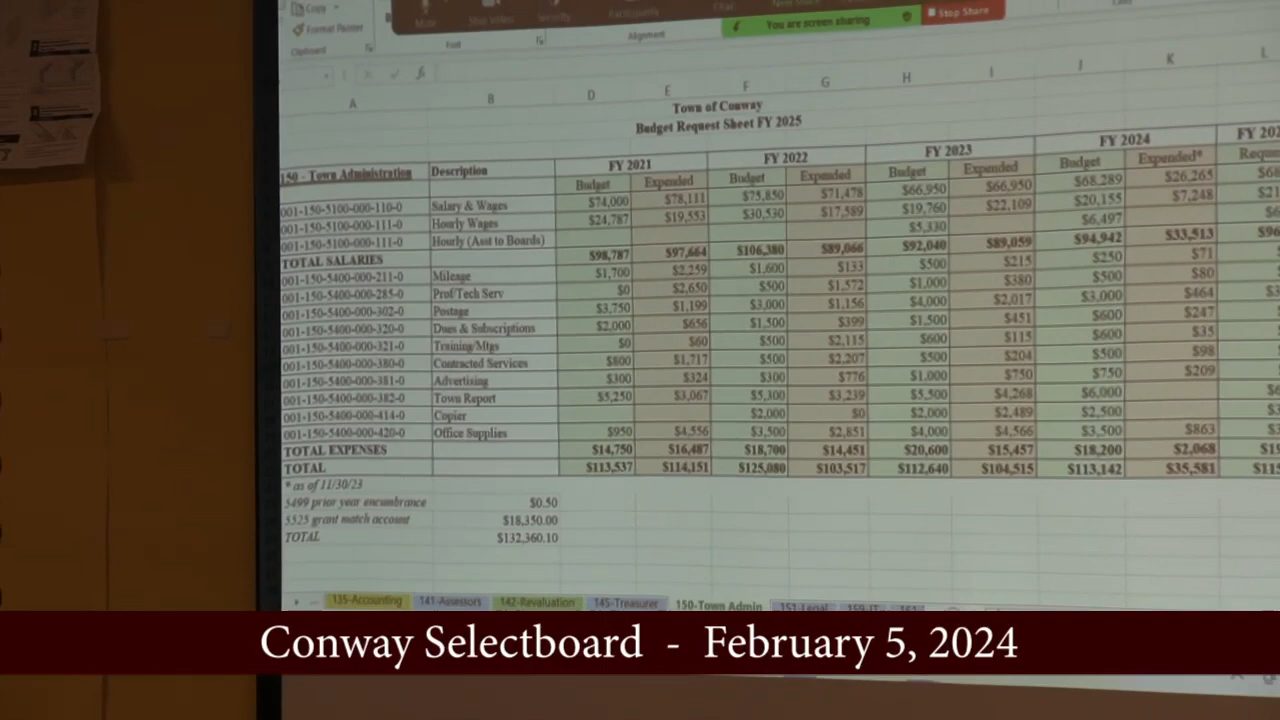 Copy
Format Painter
Clipboard
Font
Alignment
You are screen sharing
Stop Share
A B D E F G H I J K L
Town of Conway
Budget Request Sheet FY 2025
FY 2021 FY 2022 FY 2023 FY 2024
150 - Town Administration Description Budget Expended Budget Expended Budget Expended Budget Expended*
001-150-5100-000-110-0 Salary & Wages $74,000 $78,111 $75,850 $71,478 $66,950 $66,950 $68,289 $26,265
001-150-5100-000-111-0 Hourly Wages $24,787 $19,553 $30,530 $17,589 $19,760 $22,109 $20,155 $7,248
001-150-5100-000-111-0 Hourly (Asst to Boards) $5,330 $6,497
TOTAL SALARIES $98,787 $97,664 $106,380 $89,066 $92,040 $89,059 $94,942 $33,513
001-150-5400-000-211-0 Mileage $1,700 $2,259 $1,600 $133 $500 $215 $250 $71
001-150-5400-000-285-0 Prof/Tech Serv $0 $2,650 $500 $1,572 $1,000 $380 $500 $80
001-150-5400-000-302-0 Postage $3,750 $1,199 $3,000 $1,156 $4,000 $2,017 $3,000 $464
001-150-5400-000-320-0 Dues & Subscriptions $2,000 $656 $1,500 $399 $1,500 $451 $600 $247
001-150-5400-000-321-0 Training/Mtgs $0 $60 $500 $2,115 $600 $115 $600 $35
001-150-5400-000-380-0 Contracted Services $800 $1,717 $500 $2,207 $500 $204 $500 $98
001-150-5400-000-381-0 Advertising $300 $324 $300 $776 $1,000 $750 $750 $209
001-150-5400-000-382-0 Town Report $5,250 $3,067 $5,300 $3,239 $5,500 $4,268 $6,000
001-150-5400-000-414-0 Copier $2,000 $0 $2,000 $2,489 $2,500
001-150-5400-000-420-0 Office Supplies $950 $4,556 $3,500 $2,851 $4,000 $4,566 $3,500 $863
TOTAL EXPENSES $14,750 $16,487 $18,700 $14,451 $20,600 $15,457 $18,200 $2,068
TOTAL $113,537 $114,151 $125,080 $103,517 $112,640 $104,515 $113,142 $35,581
* as of 11/30/23
5499 prior year encumbrance $0.50
5525 grant match account $18,350.00
TOTAL $132,360.10
135-Accounting 141-Assessors 142-Revaluation 145-Treasurer 150-Town Admin 151-Legal
Conway Selectboard - February 5, 2024